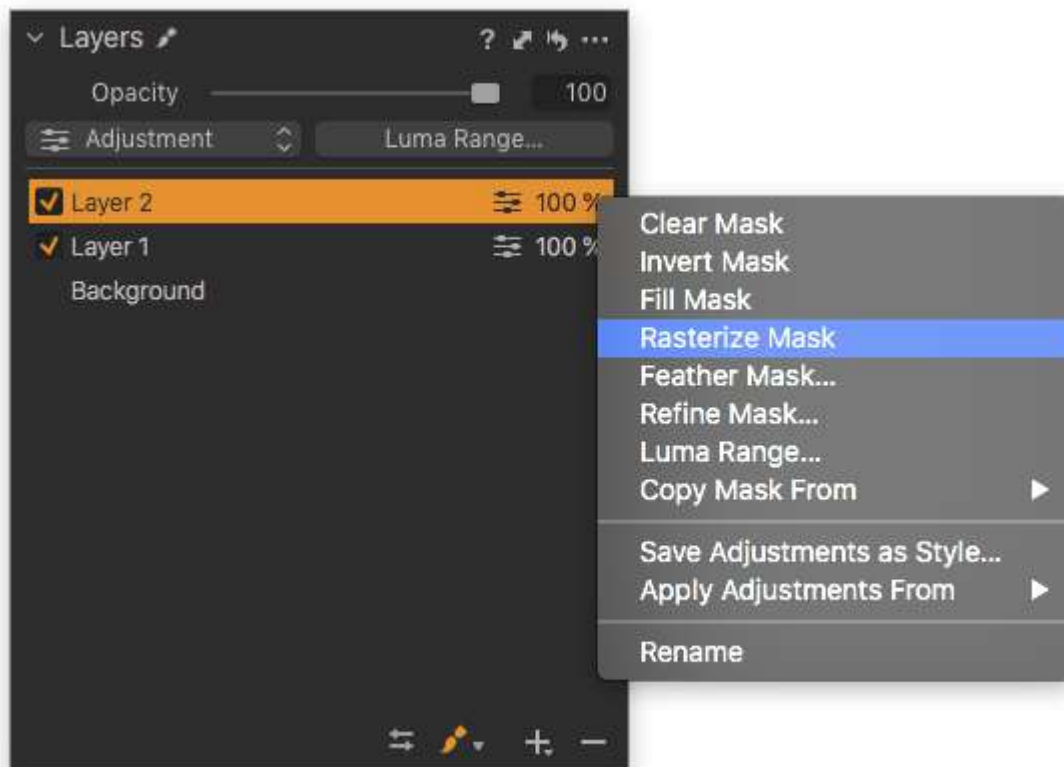 Layers
?
Opacity 100
Adjustment Luma Range...
Layer 2 100 %
Layer 1 100 %
Background
Clear Mask
Invert Mask
Fill Mask
Rasterize Mask
Feather Mask...
Refine Mask...
Luma Range...
Copy Mask From
Save Adjustments as Style...
Apply Adjustments From
Rename